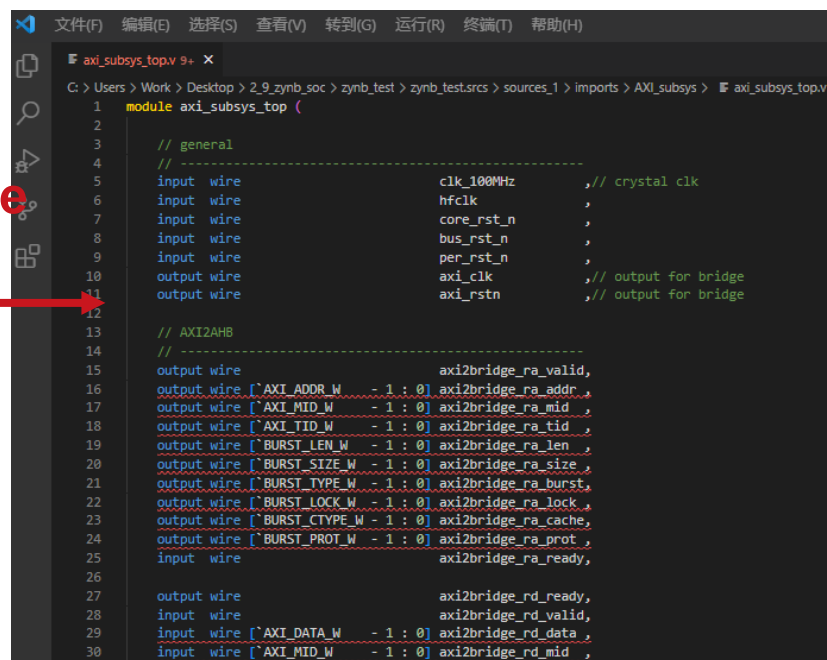 文件(F) 编辑(E) 选择(S) 查看(V) 转到(G) 运行(R) 终端(T) 帮助(H)
axi_subsys_top.v 9+ ×
C: > Users > Work > Desktop > 2_9_zynb_soc > zynb_test > zynb_test.srcs > sources_1 > imports > AXI_subsys > axi_subsys_top.v
1 module axi_subsys_top (
2
3 // general
4 // ------------------------------------------------------
5 input wire clk_100MHz ,// crystal clk
6 input wire hfclk ,
7 input wire core_rst_n ,
8 input wire bus_rst_n ,
9 input wire per_rst_n ,
10 output wire axi_clk ,// output for bridge
11 output wire axi_rstn ,// output for bridge
12
13 // AXI2AHB
14 // ------------------------------------------------------
15 output wire axi2bridge_ra_valid,
16 output wire [`AXI_ADDR_W - 1 : 0] axi2bridge_ra_addr ,
17 output wire [`AXI_MID_W - 1 : 0] axi2bridge_ra_mid ,
18 output wire [`AXI_TID_W - 1 : 0] axi2bridge_ra_tid ,
19 output wire [`BURST_LEN_W - 1 : 0] axi2bridge_ra_len ,
20 output wire [`BURST_SIZE_W - 1 : 0] axi2bridge_ra_size ,
21 output wire [`BURST_TYPE_W - 1 : 0] axi2bridge_ra_burst,
22 output wire [`BURST_LOCK_W - 1 : 0] axi2bridge_ra_lock ,
23 output wire [`BURST_CTYPE_W - 1 : 0] axi2bridge_ra_cache,
24 output wire [`BURST_PROT_W - 1 : 0] axi2bridge_ra_prot ,
25 input wire axi2bridge_ra_ready,
26
27 output wire axi2bridge_rd_ready,
28 input wire axi2bridge_rd_valid,
29 input wire [`AXI_DATA_W - 1 : 0] axi2bridge_rd_data ,
30 input wire [`AXI_MID_W - 1 : 0] axi2bridge_rd_mid ,
e